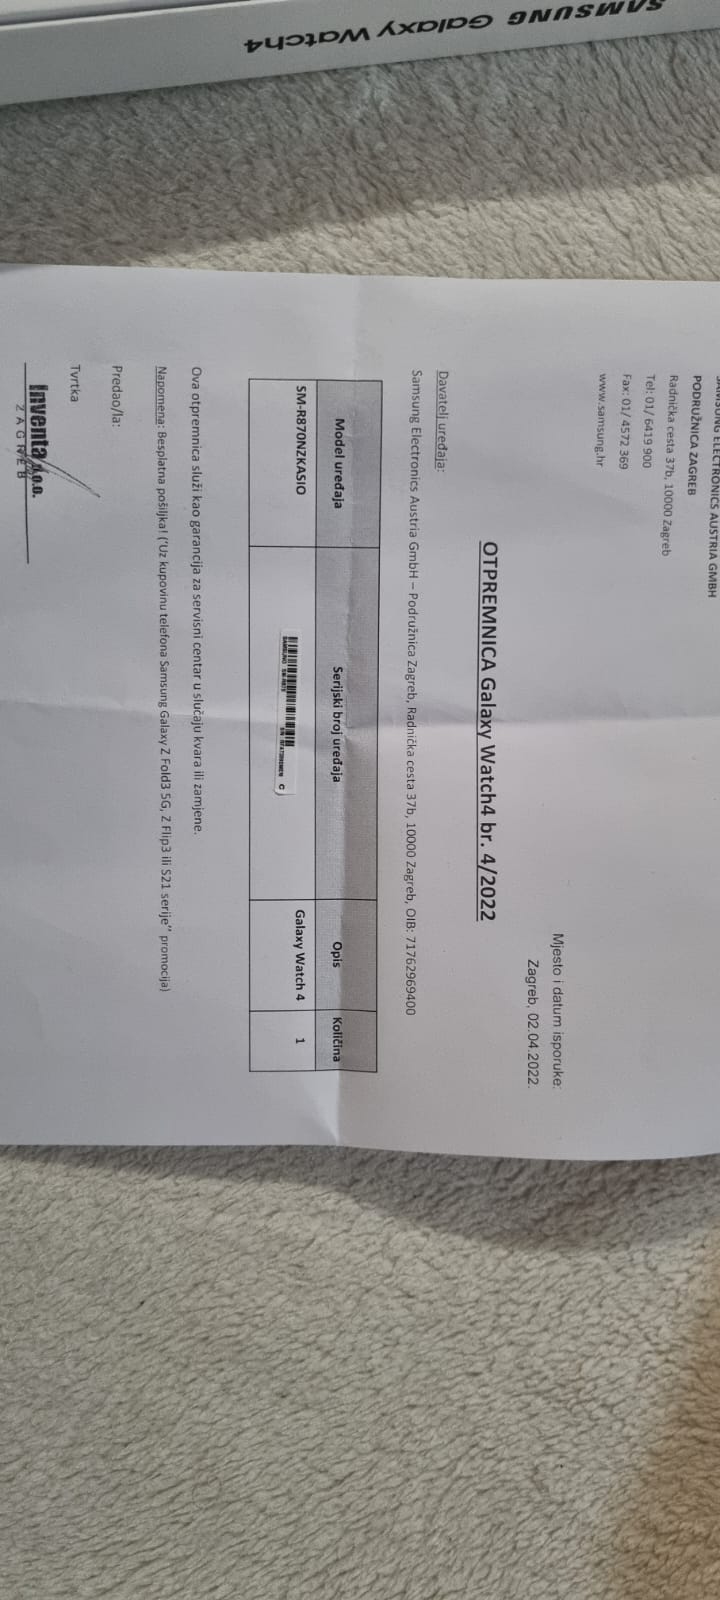 SAMSUNG Galaxy Watch4
SAMSUNG ELECTRONICS AUSTRIA GMBH
PODRUŽNICA ZAGREB
Radnička cesta 37b, 10000 Zagreb
Tel: 01/ 6419 900
Fax: 01/ 4572 369
www.samsung.hr
Mjesto i datum isporuke:
Zagreb, 02.04.2022.
OTPREMNICA Galaxy Watch4 br. 4/2022
Davatelj uređaja:
Samsung Electronics Austria GmbH – Podružnica Zagreb, Radnička cesta 37b, 10000 Zagreb, OIB: 71762969400
Model uređaja Serijski broj uređaja Opis Količina
SM-R870NZKASIO Galaxy Watch 4 1
SAMSUNG C
Ova otpremnica služi kao garancija za servisni centar u slučaju kvara ili zamjene.
Napomena: Besplatna pošiljka! (‘Uz kupovinu telefona Samsung Galaxy Z Fold3 5G, Z Flip3 ili S21 serije’’ promocija)
Predao/la:
Tvrtka
Inventa d.o.o.
ZAGREB